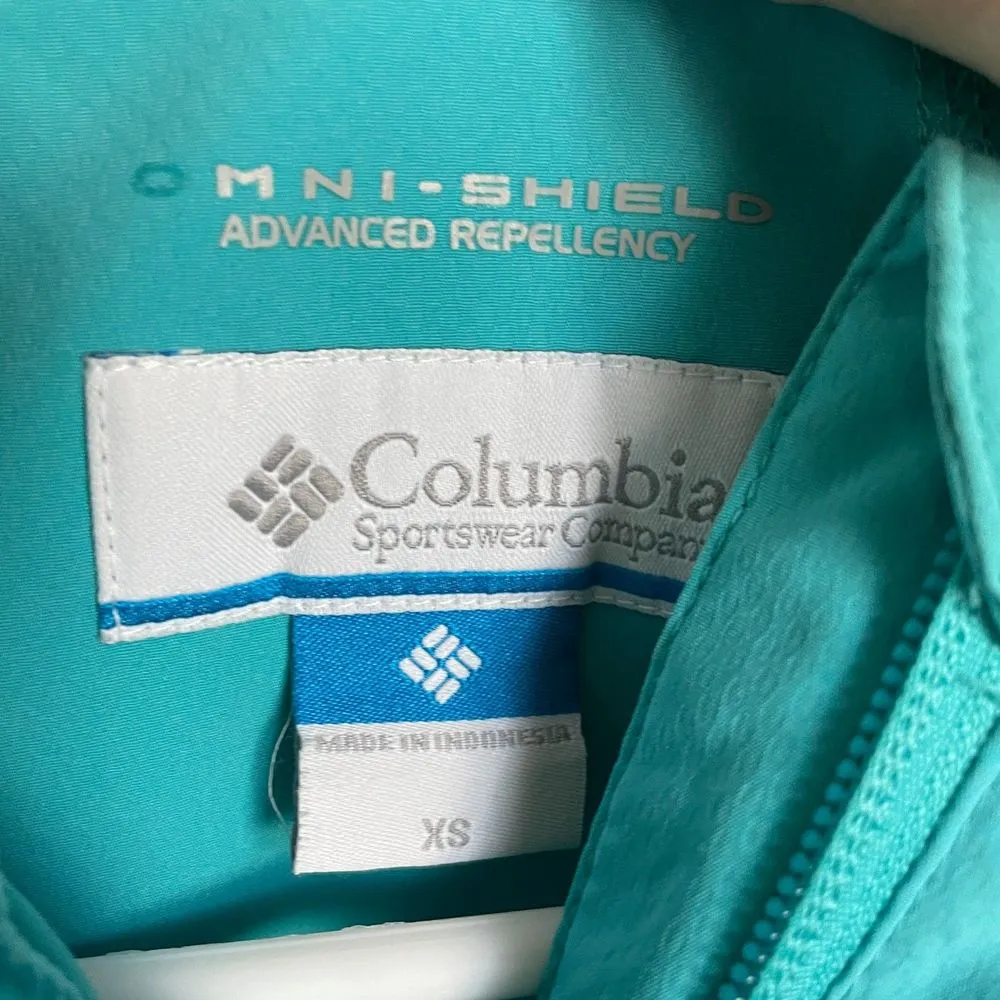 OMNI-SHIELD
ADVANCED REPELLENCY
Columbia
Sportswear Company
MADE IN INDONESIA
XS